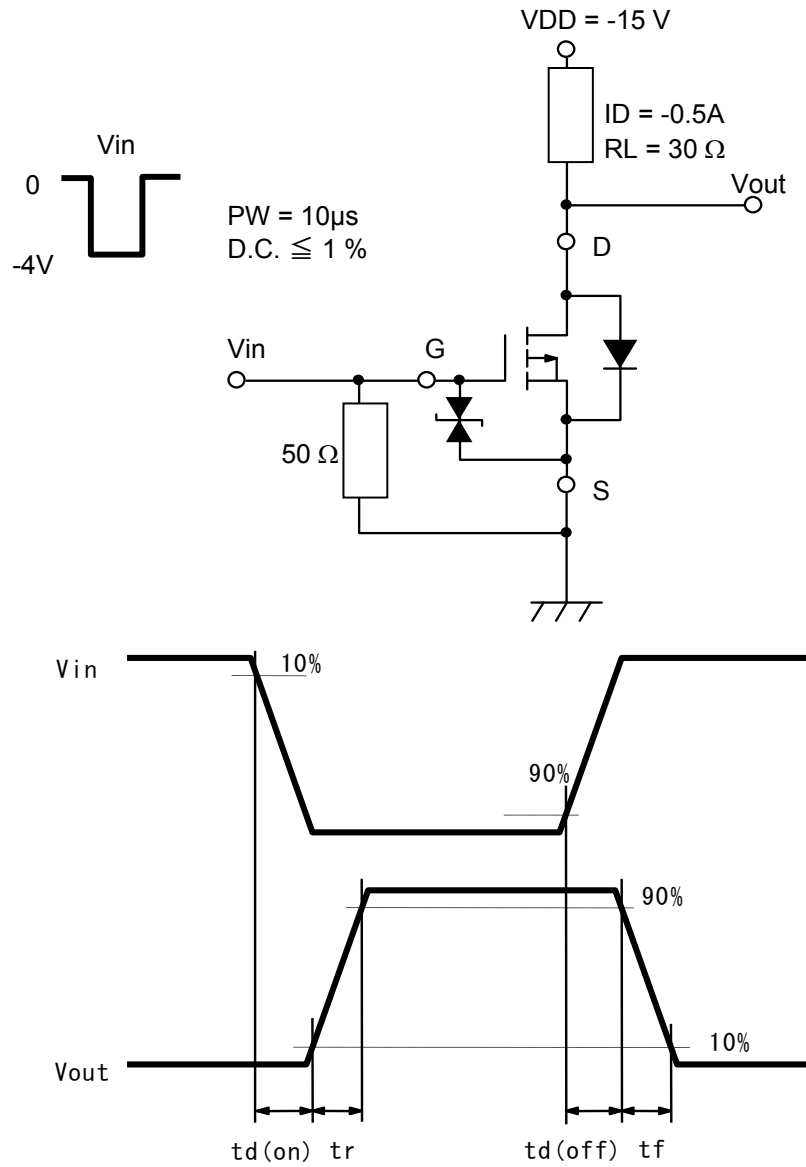 VDD = -15 V
ID = -0.5A
RL = 30 Ω
Vin
0
-4V
PW = 10μs
D.C. ≦ 1 %
Vout
D
Vin
G
50 Ω
S
Vin
10%
90%
90%
10%
Vout
td(on) tr td(off) tf